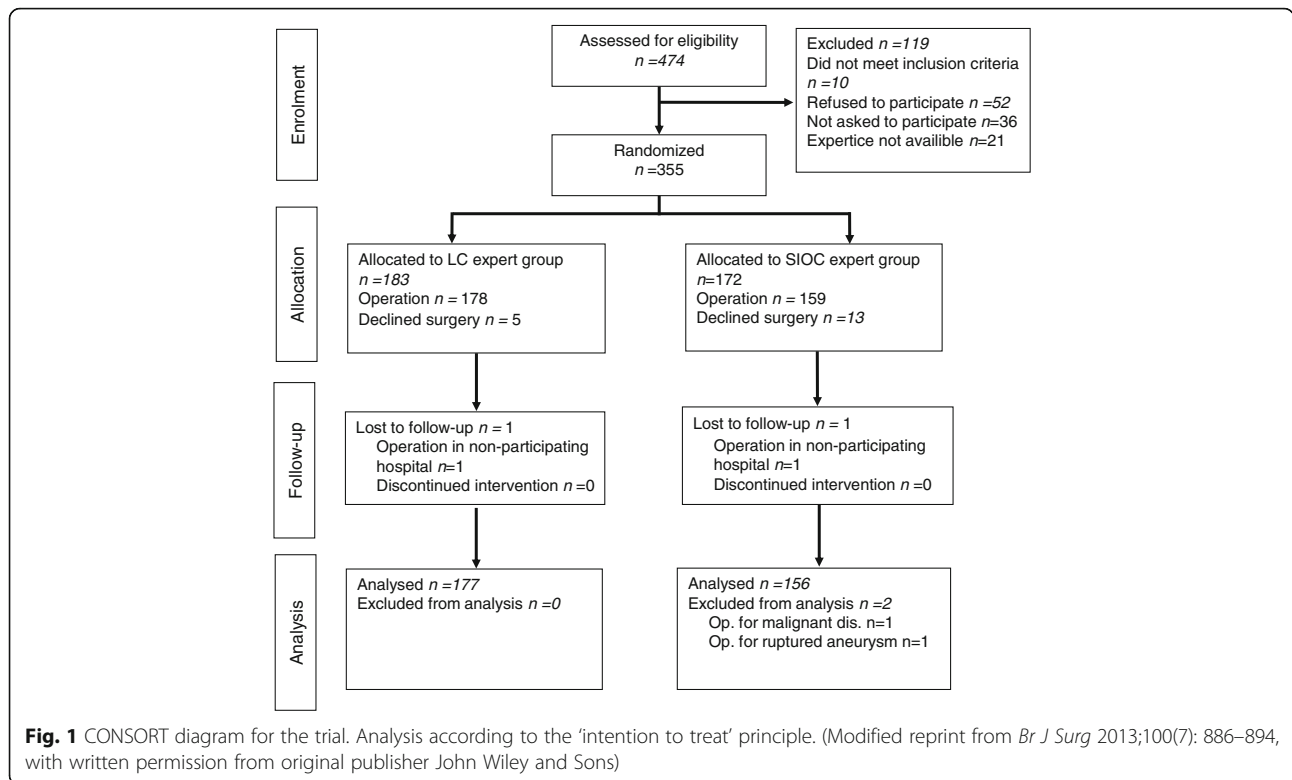 Enrolment
Assessed for eligibility
n =474
Excluded n =119
Did not meet inclusion criteria
n =10
Refused to participate n =52
Not asked to participate n=36
Expertice not availible n=21
Randomized
n =355
Allocation
Allocated to LC expert group
n =183
Operation n = 178
Declined surgery n = 5
Allocated to SIOC expert group
n=172
Operation n = 159
Declined surgery n =13
Follow-up
Lost to follow-up n = 1
Operation in non-participating
hospital n=1
Discontinued intervention n =0
Lost to follow-up n = 1
Operation in non-participating
hospital n=1
Discontinued intervention n =0
Analysis
Analysed n =177
Excluded from analysis n =0
Analysed n =156
Excluded from analysis n =2
Op. for malignant dis. n=1
Op. for ruptured aneurysm n=1
Fig. 1 CONSORT diagram for the trial. Analysis according to the ‘intention to treat’ principle. (Modified reprint from Br J Surg 2013;100(7): 886–894,
with written permission from original publisher John Wiley and Sons)